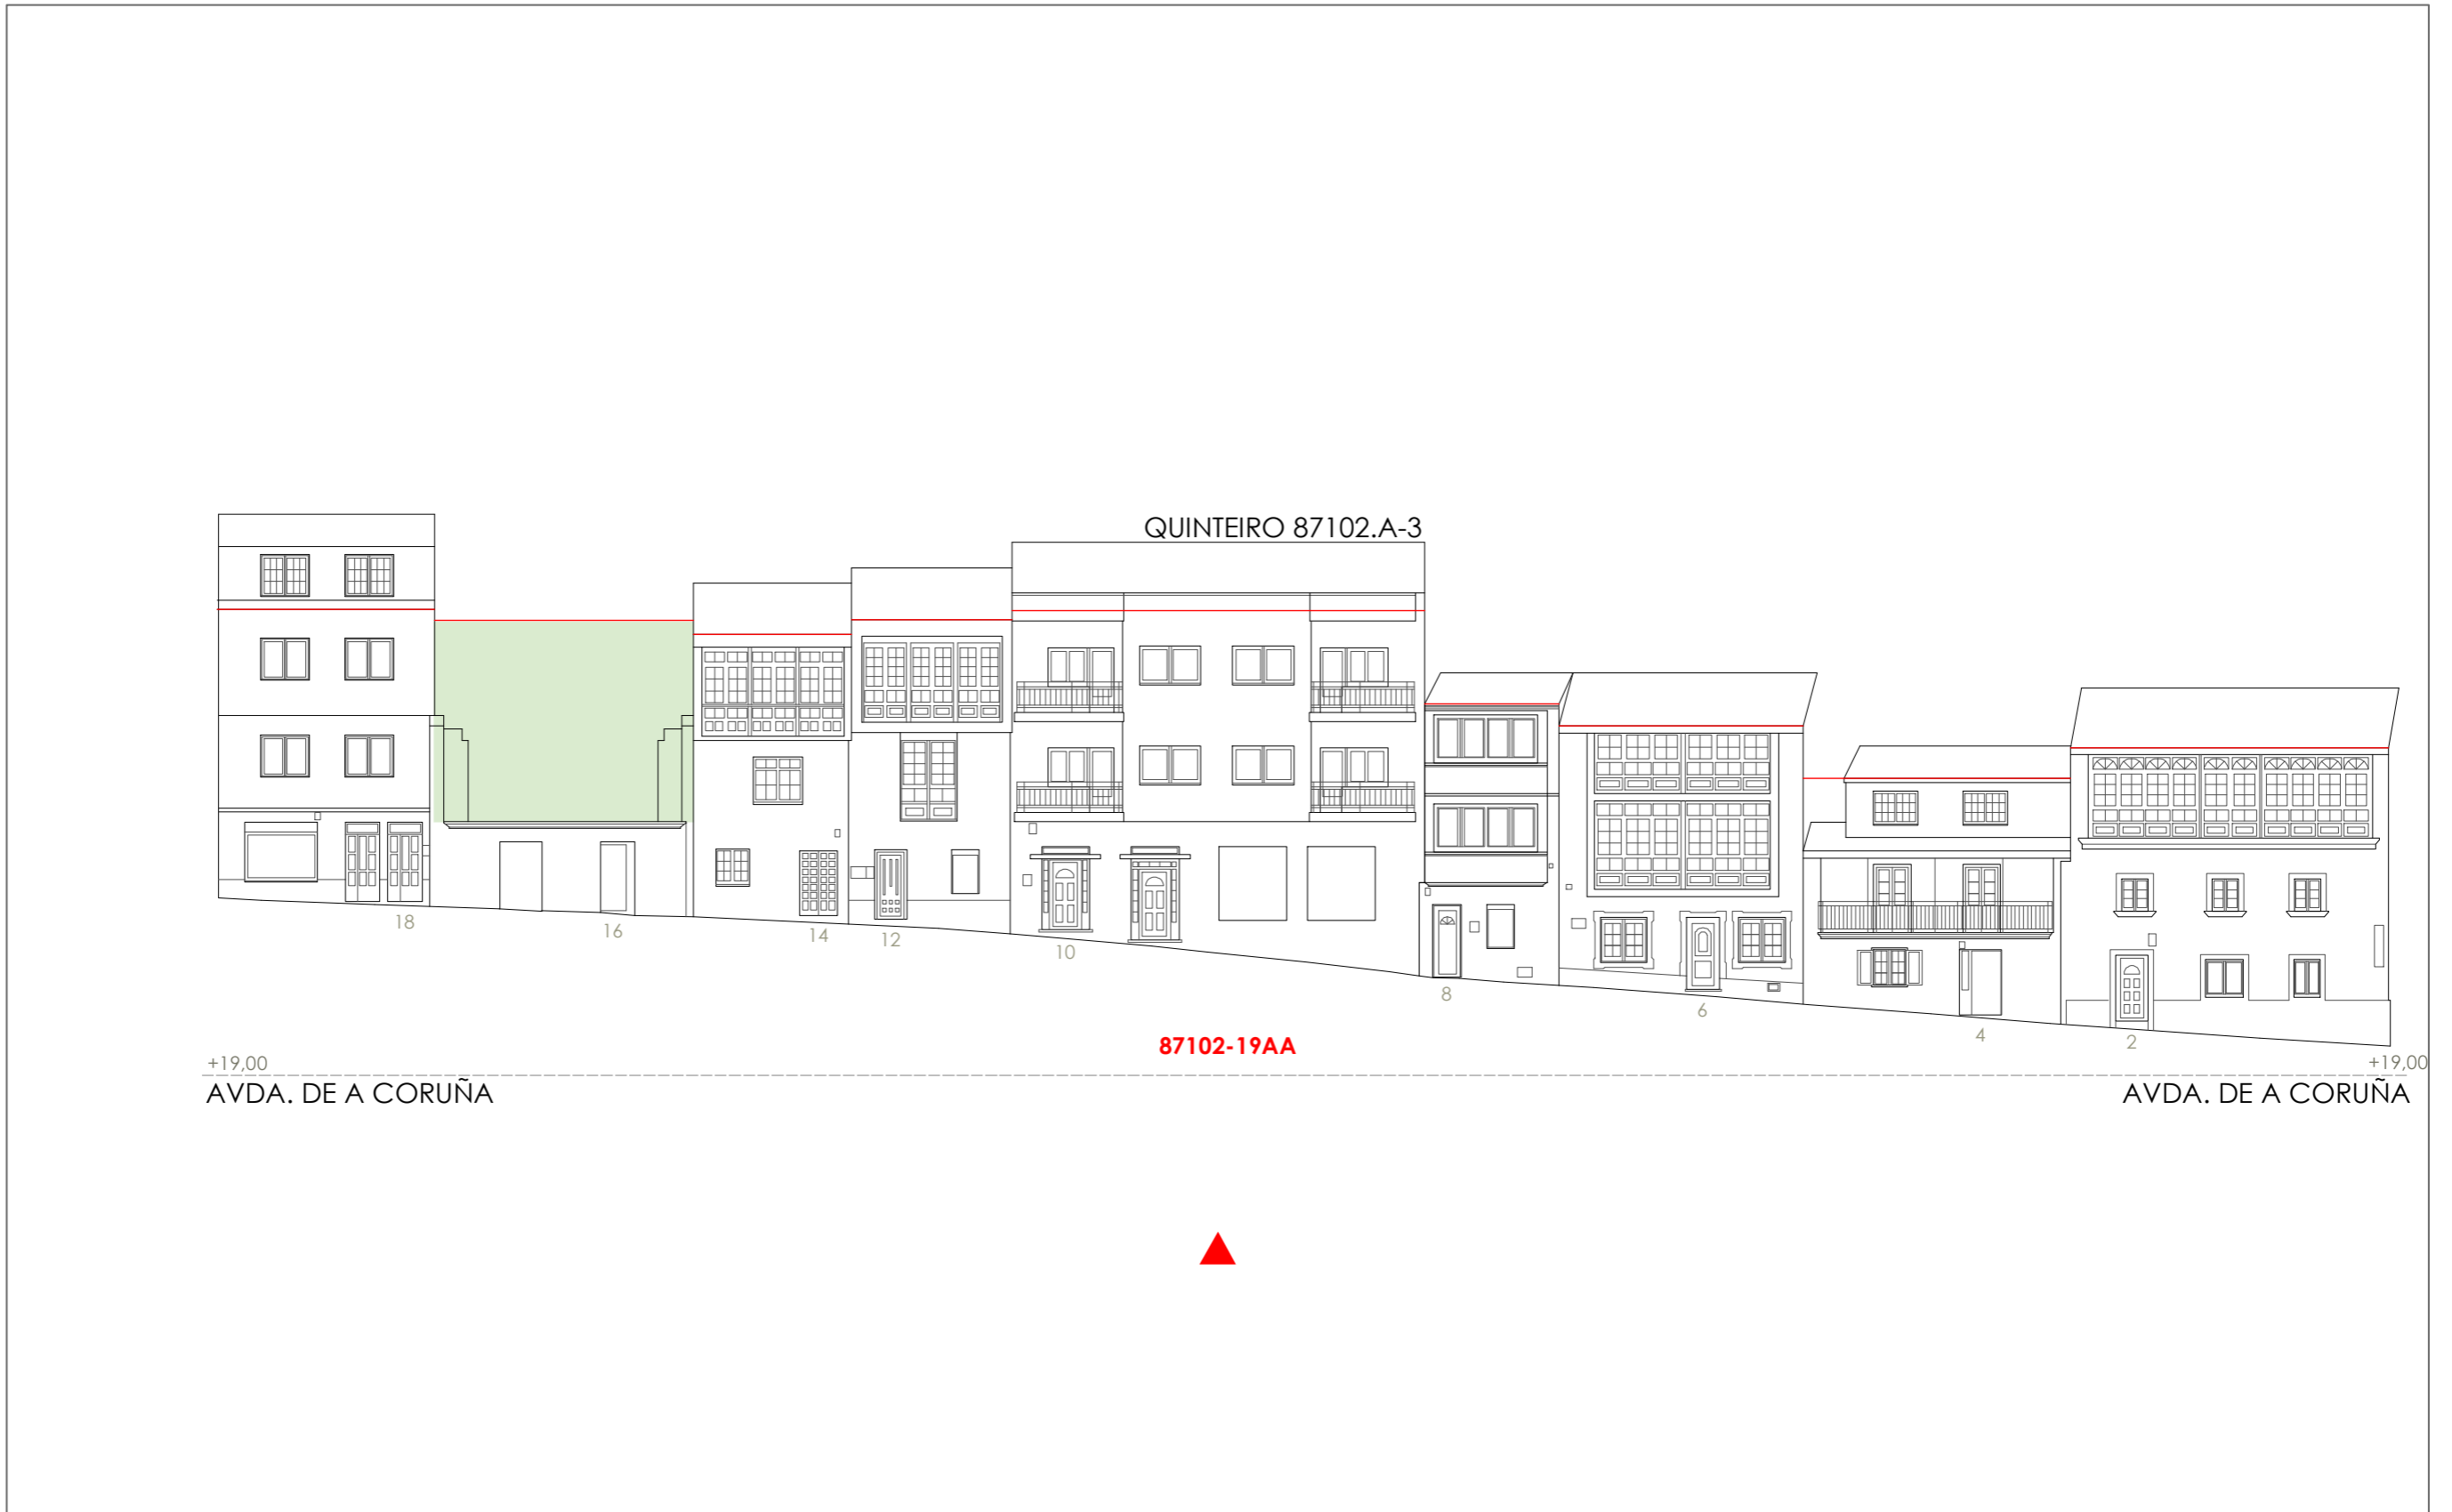 QUINTEIRO 87102.A-3
18
16
14
12
10
8
6
4
2
87102-19AA
+19,00
+19,00
AVDA. DE A CORUÑA
AVDA. DE A CORUÑA